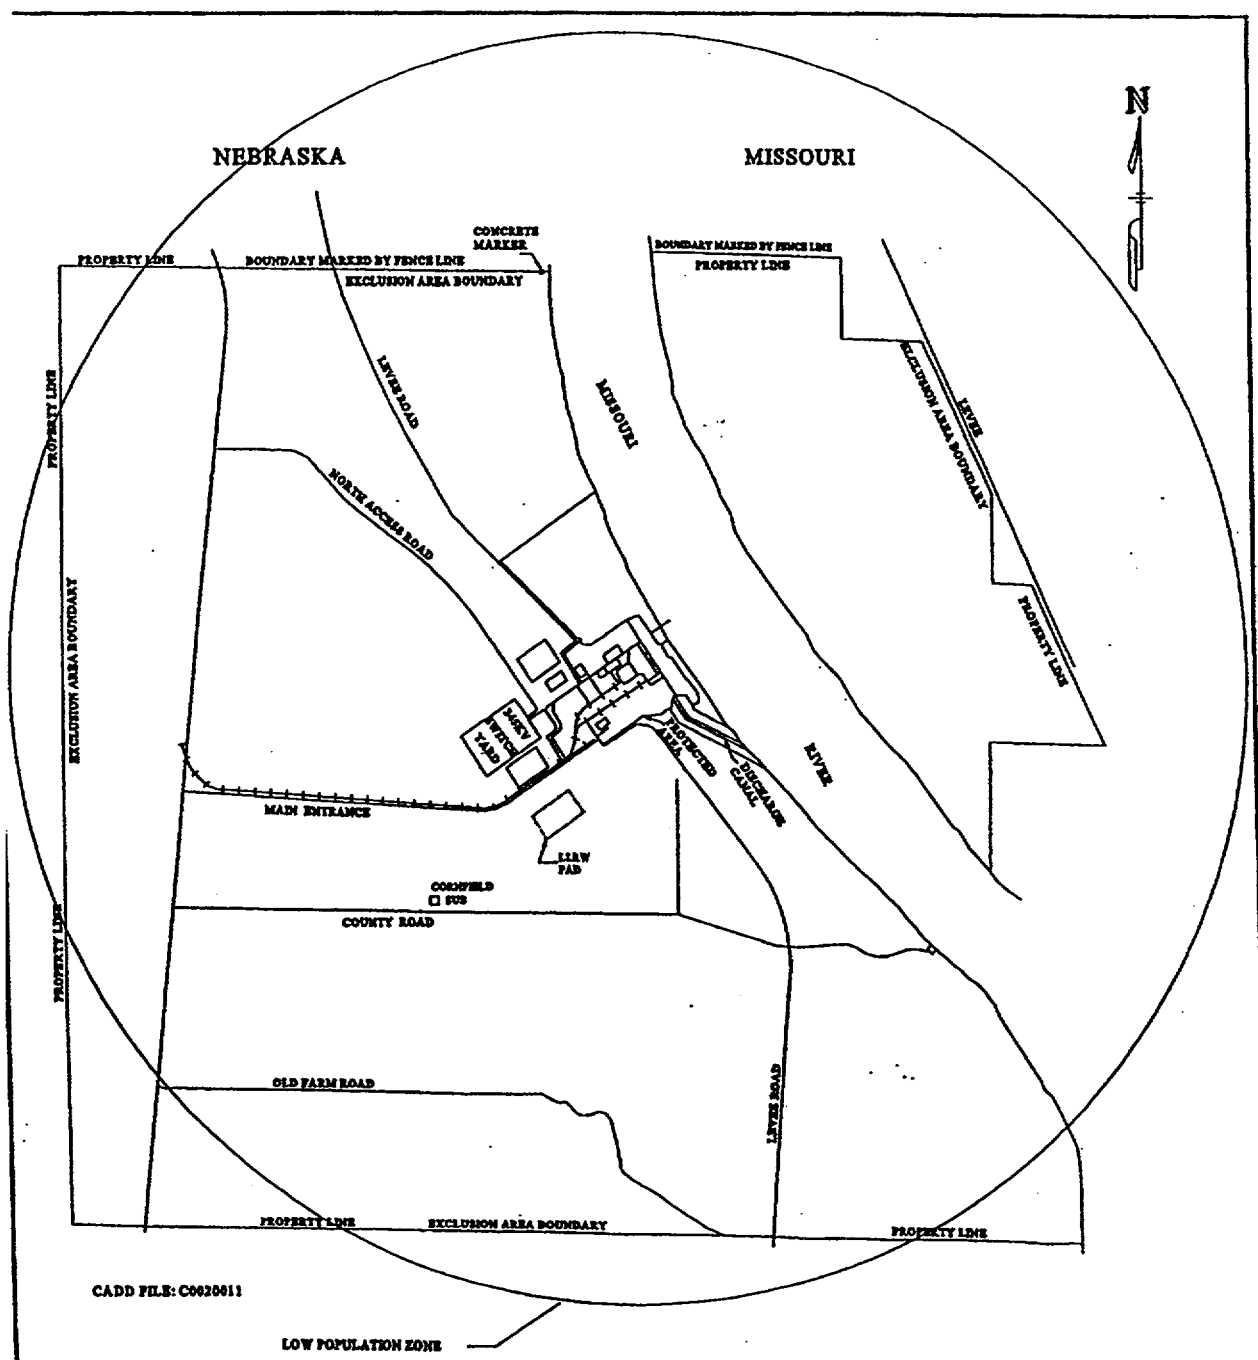 N
NEBRASKA
MISSOURI
CONCRETE
MARKER
PROPERTY LINE
BOUNDARY MARKED BY FENCE LINE
EXCLUSION AREA BOUNDARY
BOUNDARY MARKED BY FENCE LINE
PROPERTY LINE
PROPERTY LINE
LEVEE ROAD
MISSOURI
EXCLUSION AREA BOUNDARY
LEVEE
NORTH ACCESS ROAD
EXCLUSION AREA BOUNDARY
PROPERTY LINE
345KV
SWITCH
YARD
PROTECTED
AREA
DISCHARGE
CANAL
RIVER
MAIN ENTRANCE
LLRW
PAD
CORNFIELD
SUB
COUNTY ROAD
PROPERTY LINE
OLD FARM ROAD
LEVEE ROAD
PROPERTY LINE
EXCLUSION AREA BOUNDARY
PROPERTY LINE
CADD FILE: C0020011
LOW POPULATION ZONE